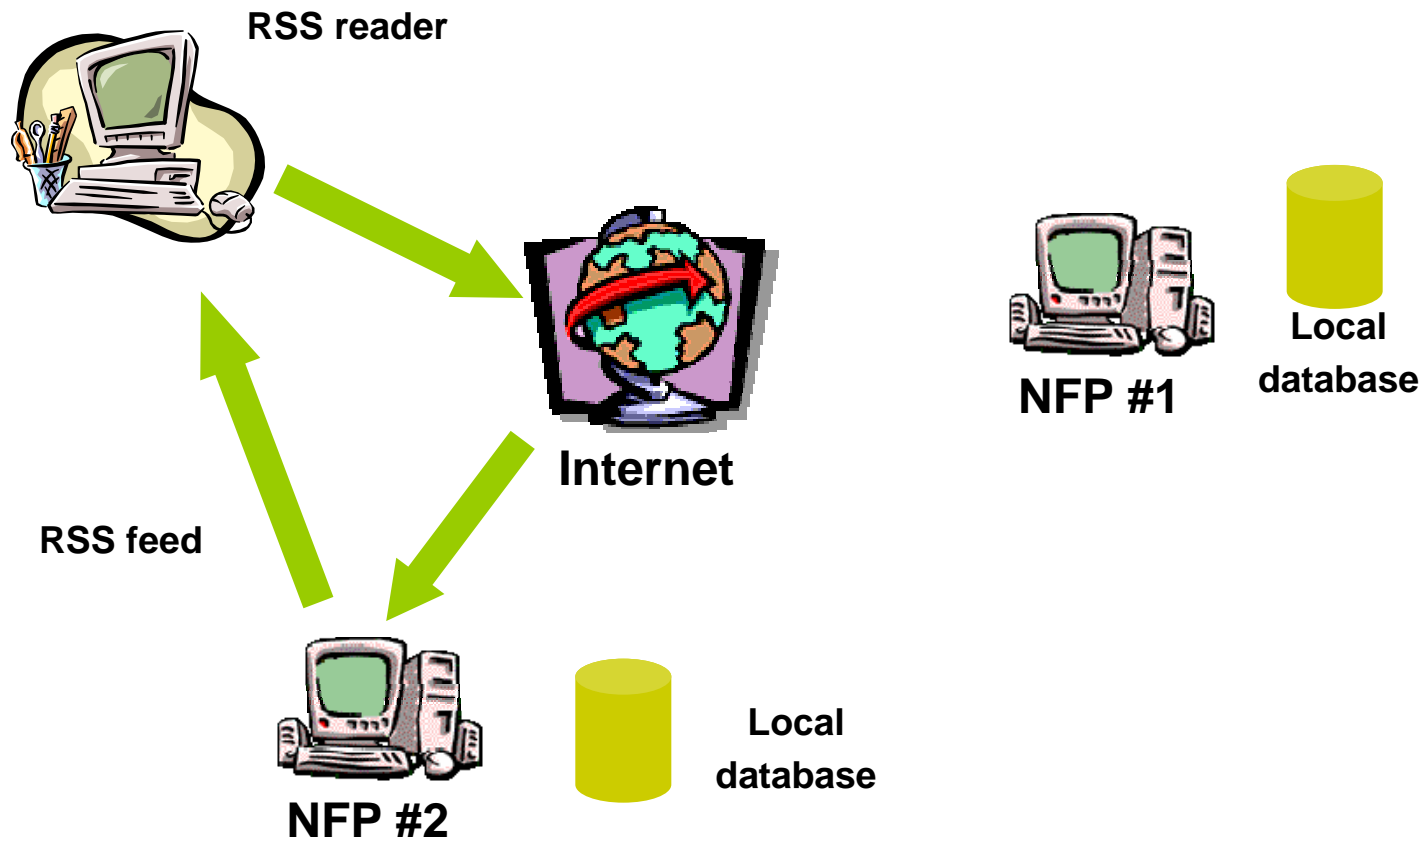 RSS reader
Local
database
NFP #1
Internet
RSS feed
Local
database
NFP #2